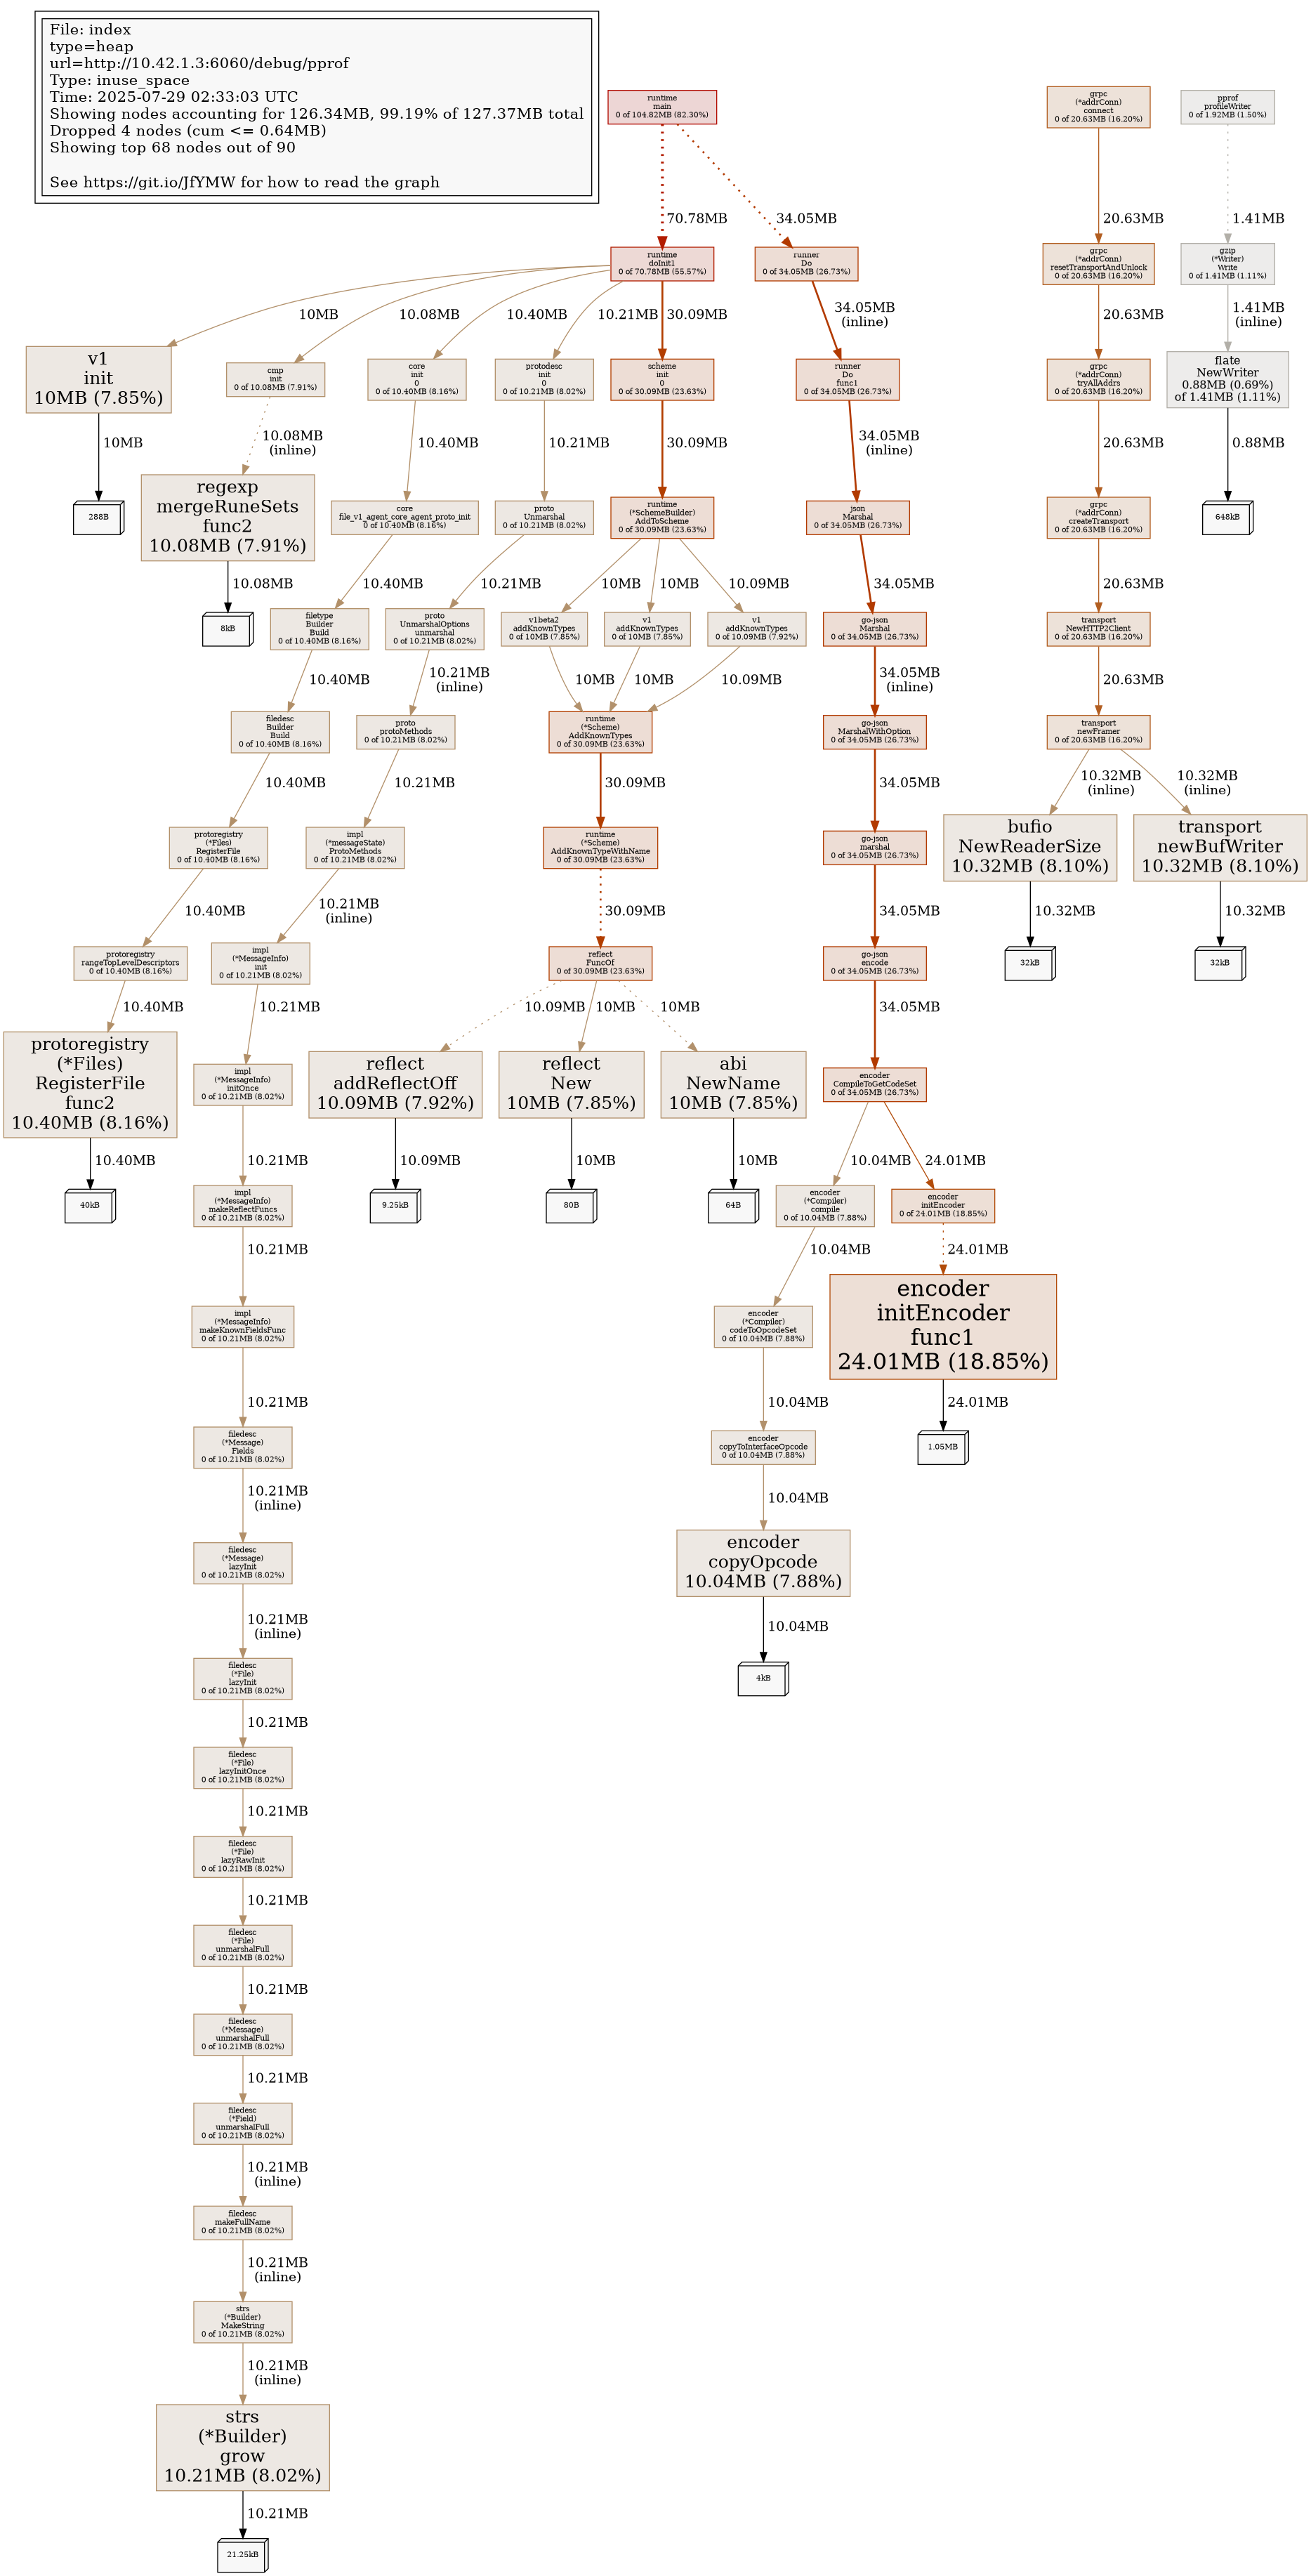 File: index
type=heap
url=http://10.42.1.3:6060/debug/pprof
Type: inuse_space
Time: 2025-07-29 02:33:03 UTC
Showing nodes accounting for 126.34MB, 99.19% of 127.37MB total
Dropped 4 nodes (cum <= 0.64MB)
Showing top 68 nodes out of 90
See https://git.io/JfYMW for how to read the graph
runtime
main
0 of 104.82MB (82.30%)
grpc
(*addrConn)
connect
0 of 20.63MB (16.20%)
pprof
profileWriter
0 of 1.92MB (1.50%)
70.78MB
34.05MB
20.63MB
1.41MB
runtime
doInit1
0 of 70.78MB (55.57%)
runner
Do
0 of 34.05MB (26.73%)
grpc
(*addrConn)
resetTransportAndUnlock
0 of 20.63MB (16.20%)
gzip
(*Writer)
Write
0 of 1.41MB (1.11%)
10MB
10.08MB
10.40MB
10.21MB
30.09MB
34.05MB
(inline)
20.63MB
1.41MB
(inline)
v1
init
10MB (7.85%)
cmp
init
0 of 10.08MB (7.91%)
core
init
0
0 of 10.40MB (8.16%)
protodesc
init
0
0 of 10.21MB (8.02%)
scheme
init
0
0 of 30.09MB (23.63%)
runner
Do
func1
0 of 34.05MB (26.73%)
grpc
(*addrConn)
tryAllAddrs
0 of 20.63MB (16.20%)
flate
NewWriter
0.88MB (0.69%)
of 1.41MB (1.11%)
10MB
10.08MB
(inline)
10.40MB
10.21MB
30.09MB
34.05MB
(inline)
20.63MB
0.88MB
288B
regexp
mergeRuneSets
func2
10.08MB (7.91%)
core
file_v1_agent_core_agent_proto_init
0 of 10.40MB (8.16%)
proto
Unmarshal
0 of 10.21MB (8.02%)
runtime
(*SchemeBuilder)
AddToScheme
0 of 30.09MB (23.63%)
json
Marshal
0 of 34.05MB (26.73%)
grpc
(*addrConn)
createTransport
0 of 20.63MB (16.20%)
648kB
10.08MB
10.40MB
10.21MB
10MB
10MB
10.09MB
34.05MB
20.63MB
8kB
filetype
Builder
Build
0 of 10.40MB (8.16%)
proto
UnmarshalOptions
unmarshal
0 of 10.21MB (8.02%)
v1beta2
addKnownTypes
0 of 10MB (7.85%)
v1
addKnownTypes
0 of 10MB (7.85%)
v1
addKnownTypes
0 of 10.09MB (7.92%)
go-json
Marshal
0 of 34.05MB (26.73%)
transport
NewHTTP2Client
0 of 20.63MB (16.20%)
10.40MB
10.21MB
(inline)
10MB
10MB
10.09MB
34.05MB
(inline)
20.63MB
filedesc
Builder
Build
0 of 10.40MB (8.16%)
proto
protoMethods
0 of 10.21MB (8.02%)
runtime
(*Scheme)
AddKnownTypes
0 of 30.09MB (23.63%)
go-json
MarshalWithOption
0 of 34.05MB (26.73%)
transport
newFramer
0 of 20.63MB (16.20%)
10.40MB
10.21MB
30.09MB
34.05MB
10.32MB
(inline)
10.32MB
(inline)
protoregistry
(*Files)
RegisterFile
0 of 10.40MB (8.16%)
impl
(*messageState)
ProtoMethods
0 of 10.21MB (8.02%)
runtime
(*Scheme)
AddKnownTypeWithName
0 of 30.09MB (23.63%)
go-json
marshal
0 of 34.05MB (26.73%)
bufio
NewReaderSize
10.32MB (8.10%)
transport
newBufWriter
10.32MB (8.10%)
10.40MB
10.21MB
(inline)
30.09MB
34.05MB
10.32MB
10.32MB
protoregistry
rangeTopLevelDescriptors
0 of 10.40MB (8.16%)
impl
(*MessageInfo)
init
0 of 10.21MB (8.02%)
reflect
FuncOf
0 of 30.09MB (23.63%)
go-json
encode
0 of 34.05MB (26.73%)
32kB
32kB
10.40MB
10.21MB
10.09MB
10MB
10MB
34.05MB
protoregistry
(*Files)
RegisterFile
func2
10.40MB (8.16%)
impl
(*MessageInfo)
initOnce
0 of 10.21MB (8.02%)
reflect
addReflectOff
10.09MB (7.92%)
reflect
New
10MB (7.85%)
abi
NewName
10MB (7.85%)
encoder
CompileToGetCodeSet
0 of 34.05MB (26.73%)
10.40MB
10.21MB
10.09MB
10MB
10MB
10.04MB
24.01MB
40kB
impl
(*MessageInfo)
makeReflectFuncs
0 of 10.21MB (8.02%)
9.25kB
80B
64B
encoder
(*Compiler)
compile
0 of 10.04MB (7.88%)
encoder
initEncoder
0 of 24.01MB (18.85%)
10.21MB
10.04MB
24.01MB
impl
(*MessageInfo)
makeKnownFieldsFunc
0 of 10.21MB (8.02%)
encoder
(*Compiler)
codeToOpcodeSet
0 of 10.04MB (7.88%)
encoder
initEncoder
func1
24.01MB (18.85%)
10.21MB
10.04MB
24.01MB
filedesc
(*Message)
Fields
0 of 10.21MB (8.02%)
encoder
copyToInterfaceOpcode
0 of 10.04MB (7.88%)
1.05MB
10.21MB
(inline)
10.04MB
filedesc
(*Message)
lazyInit
0 of 10.21MB (8.02%)
encoder
copyOpcode
10.04MB (7.88%)
10.21MB
(inline)
10.04MB
filedesc
(*File)
lazyInit
0 of 10.21MB (8.02%)
4kB
10.21MB
filedesc
(*File)
lazyInitOnce
0 of 10.21MB (8.02%)
10.21MB
filedesc
(*File)
lazyRawInit
0 of 10.21MB (8.02%)
10.21MB
filedesc
(*File)
unmarshalFull
0 of 10.21MB (8.02%)
10.21MB
filedesc
(*Message)
unmarshalFull
0 of 10.21MB (8.02%)
10.21MB
filedesc
(*Field)
unmarshalFull
0 of 10.21MB (8.02%)
10.21MB
(inline)
filedesc
makeFullName
0 of 10.21MB (8.02%)
10.21MB
(inline)
strs
(*Builder)
MakeString
0 of 10.21MB (8.02%)
10.21MB
(inline)
strs
(*Builder)
grow
10.21MB (8.02%)
10.21MB
21.25kB